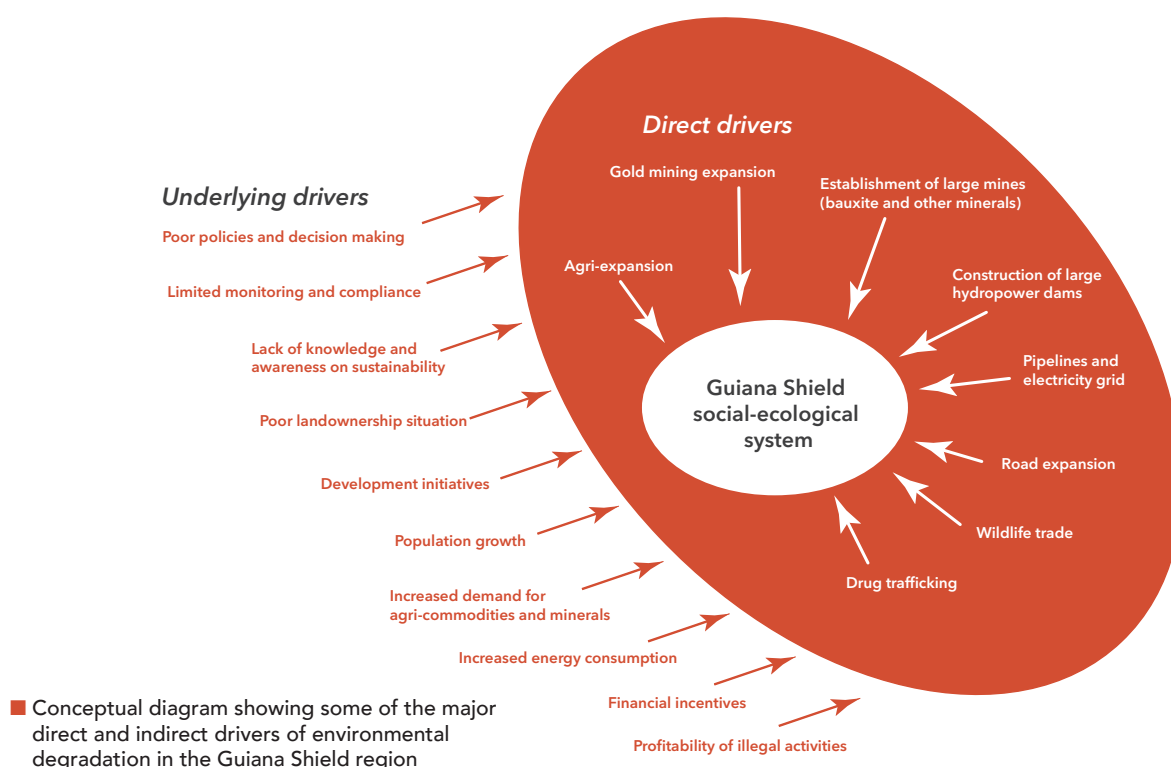 Direct drivers
Gold mining expansion
Establishment of large mines
(bauxite and other minerals)
Underlying drivers
Poor policies and decision making
Agri-expansion
Construction of large
hydropower dams
Limited monitoring and compliance
Lack of knowledge and
awareness on sustainability
Pipelines and
electricity grid
Guiana Shield
social-ecological
system
Poor landownership situation
Road expansion
Development initiatives
Wildlife trade
Population growth
Drug trafficking
Increased demand for
agri-commodities and minerals
Increased energy consumption
Financial incentives
Profitability of illegal activities
Conceptual diagram showing some of the major
direct and indirect drivers of environmental
degradation in the Guiana Shield region